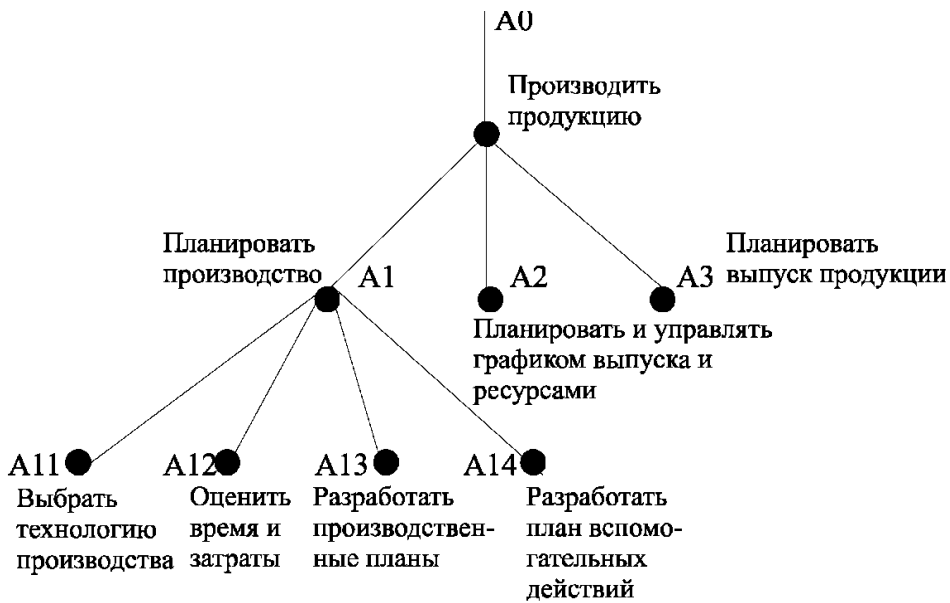 A0
Производить
продукцию
Планировать
производство
A1
A2
Планировать и управлять
графиком выпуска и
ресурсами
A3
Планировать
выпуск продукции
A11
Выбрать
технологию
производства
A12
Оценить
время и
затраты
A13
Разработать
производствен-
ные планы
A14
Разработать
план вспомо-
гательных
действий